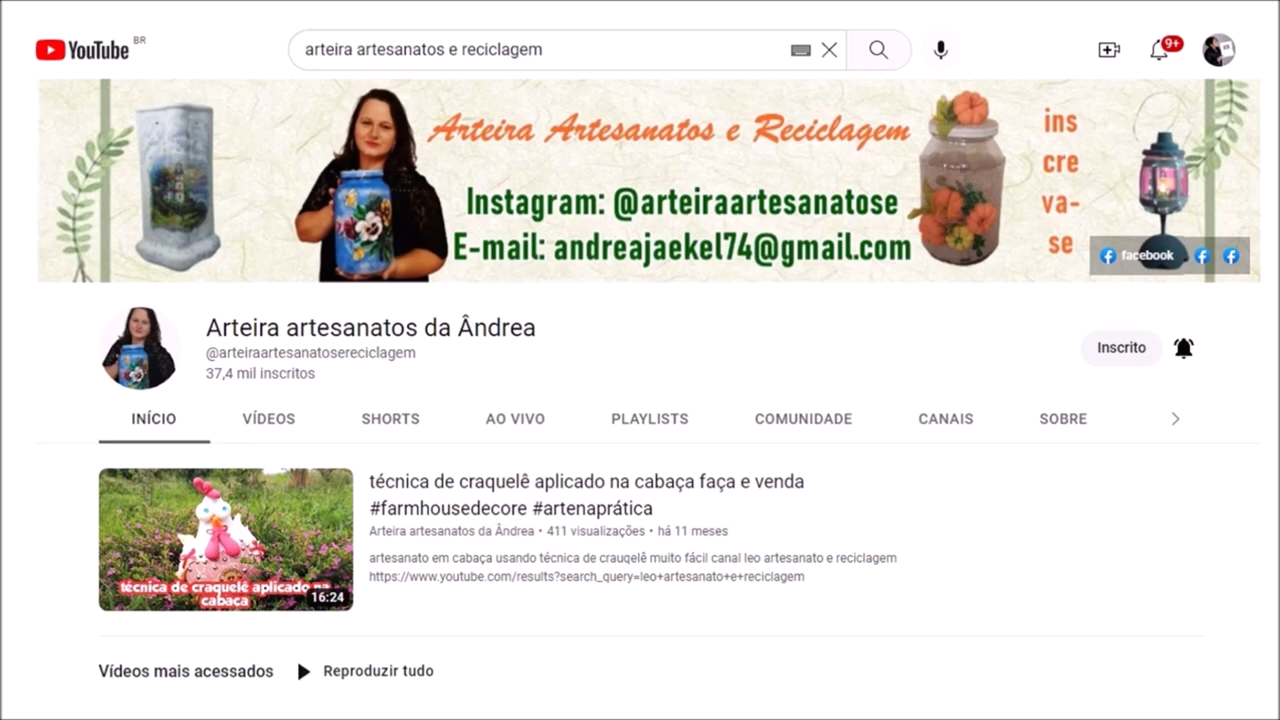 YouTube BR
arteira artesanatos e reciclagem
9+
Arteira Artesanatos e Reciclagem
Instagram: @arteiraartesanatose
E-mail: andreajaekel74@gmail.com
ins
cre
va-
se
facebook
Arteira artesanatos da Ândrea
@arteiraartesanatosereciclagem
37,4 mil inscritos
Inscrito
INÍCIO VÍDEOS SHORTS AO VIVO PLAYLISTS COMUNIDADE CANAIS SOBRE
técnica de craquelê aplicado na cabaça faça e venda
#farmhousedecore #artenaprática
Arteira artesanatos da Ândrea • 411 visualizações • há 11 meses
artesanato em cabaça usando técnica de crauqelê muito fácil canal leo artesanato e reciclagem
https://www.youtube.com/results?search_query=leo+artesanato+e+reciclagem
técnica de craquelê aplicado na
cabaça
16:24
Vídeos mais acessados Reproduzir tudo